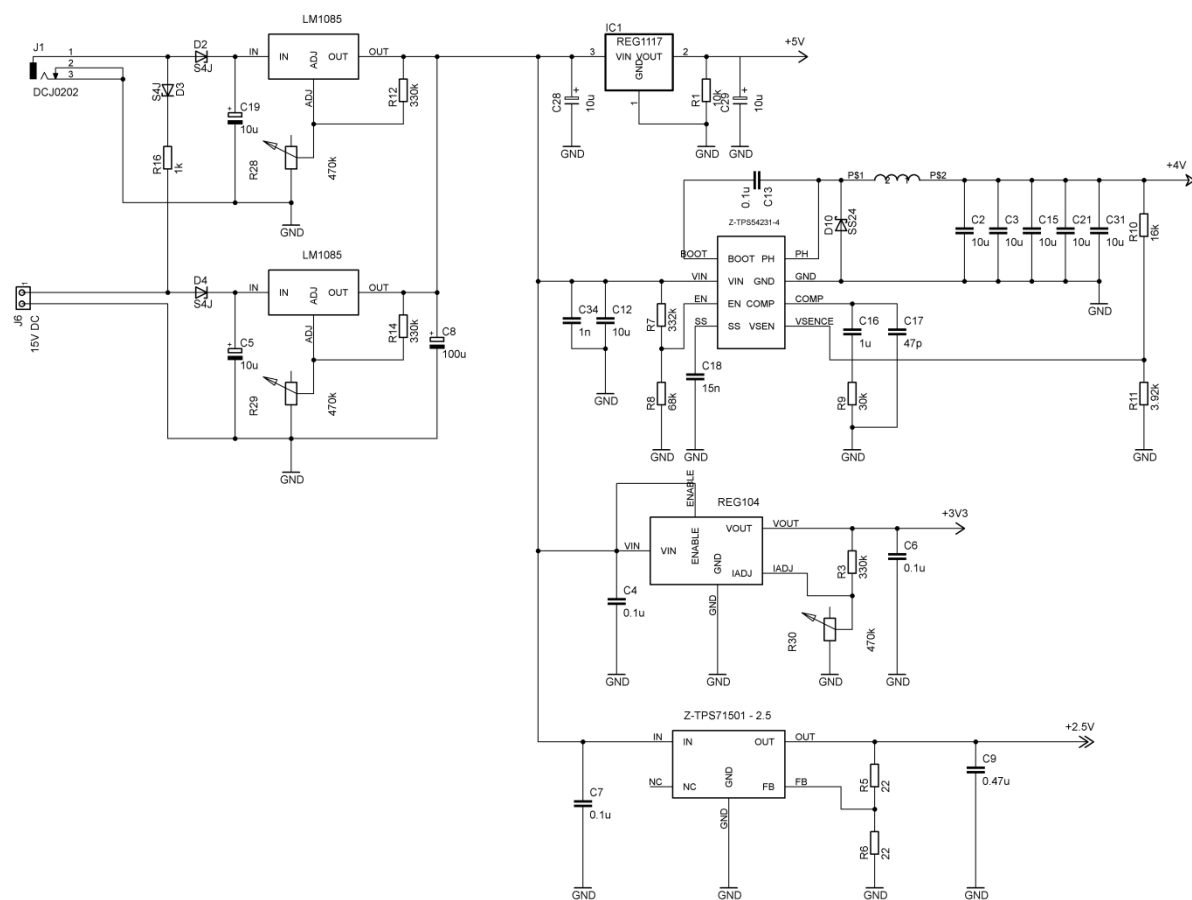 LM1085
J1
1
2
3
DCJ0202
D2
S4J
IN
IN
ADJ
OUT
OUT
ADJ
S4J
D3
C19
10u
R12
330k
R16
1k
R28
470k
GND
IC1
REG1117
3
VIN VOUT
GND
2
1
+5V
C28
10u
R1
10k
C29
10u
GND
GND
GND
GND
LM1085
J6
1
15V DC
D4
S4J
IN
IN
ADJ
OUT
OUT
ADJ
C5
10u
R14
330k
C8
100u
R29
470k
GND
0.1u
C13
P$1
2
1
P$2
+4V
Z-TPS54231-4
BOOT
BOOT
PH
PH
VIN
VIN
GND
GND
EN
EN
COMP
COMP
SS
SS
VSEN
VSENCE
D10
SS24
C2
10u
C3
10u
C15
10u
C21
10u
C31
10u
R10
16k
GND
C34
1n
C12
10u
GND
R7
332k
R8
68k
GND
C18
15n
GND
C16
1u
C17
47p
R9
30k
GND
R11
3.92k
GND
REG104
ENABLE
VIN
VIN
ENABLE
GND
VOUT
VOUT
IADJ
IADJ
GND
+3V3
C4
0.1u
R3
330k
C6
0.1u
R30
470k
GND
GND
GND
GND
Z-TPS71501 - 2.5
IN
IN
OUT
OUT
GND
NC
NC
FB
FB
GND
+2.5V
C7
0.1u
R5
22
R6
22
C9
0.47u
GND
GND
GND
GND